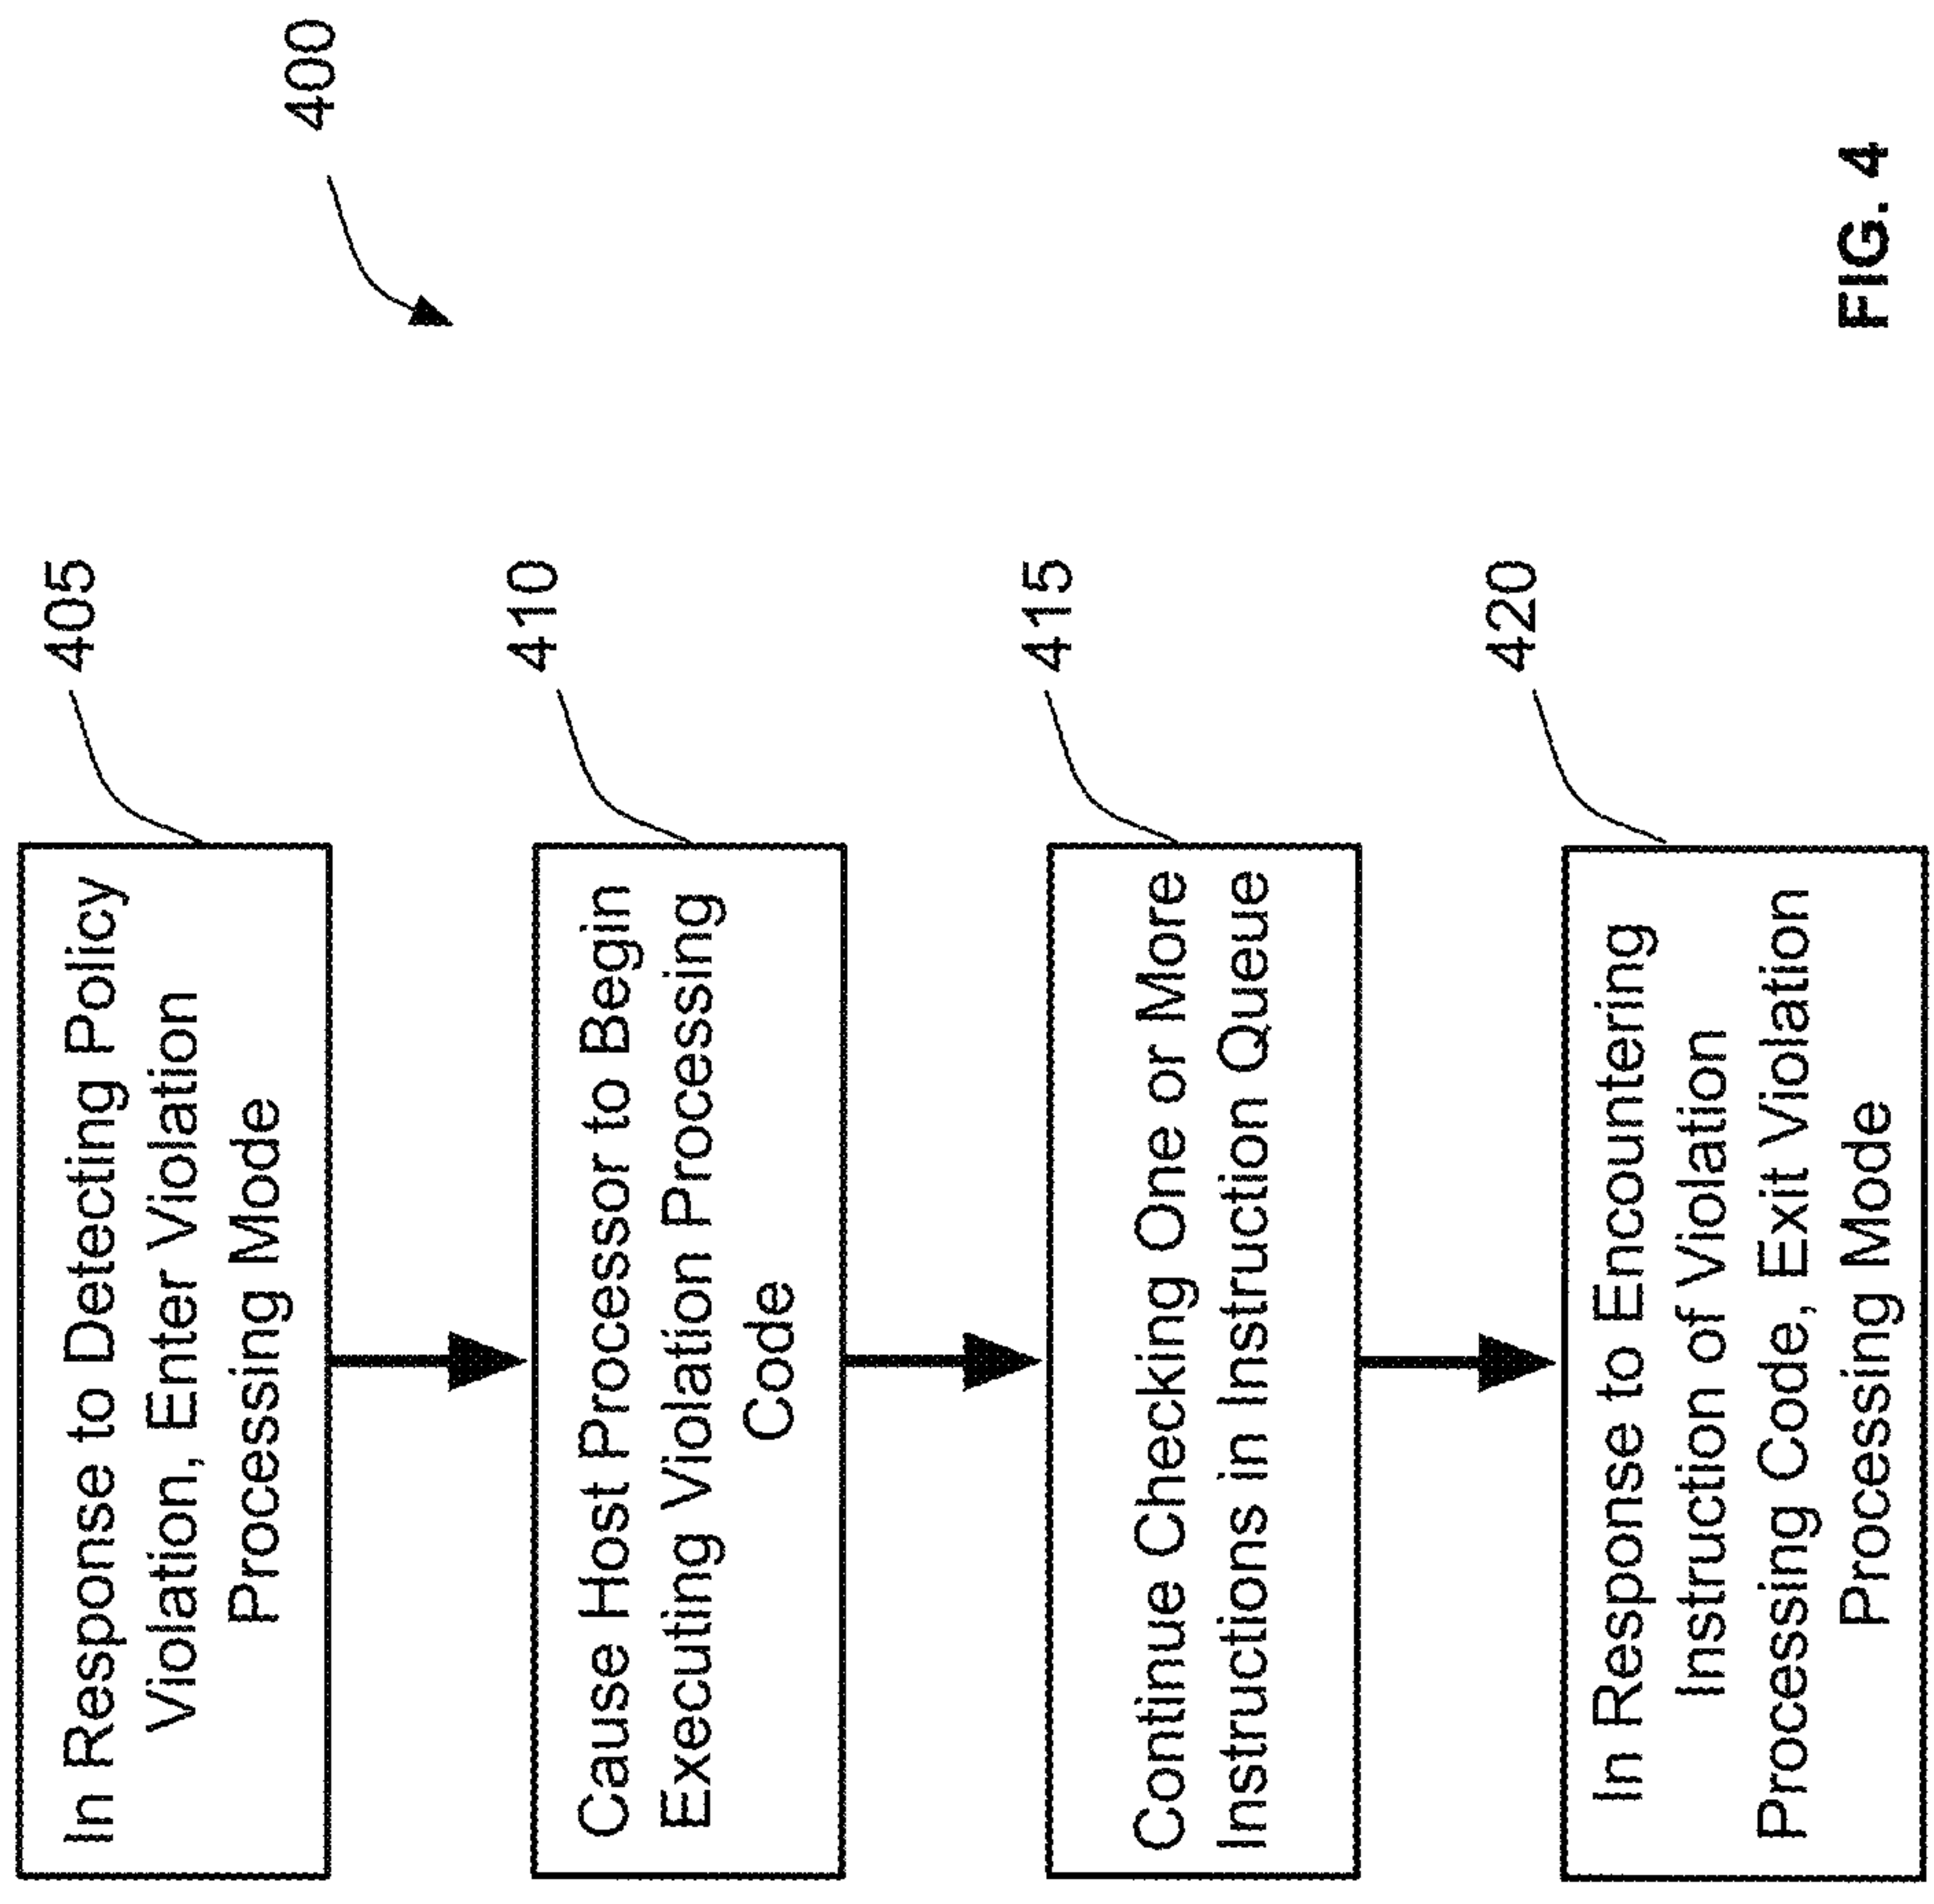 400
405
In Response to Detecting Policy
Violation, Enter Violation
Processing Mode
410
Cause Host Processor to Begin
Executing Violation Processing
Code
415
Continue Checking One or More
Instructions in Instruction Queue
420
In Response to Encountering
Instruction of Violation
Processing Code, Exit Violation
Processing Mode
FIG. 4